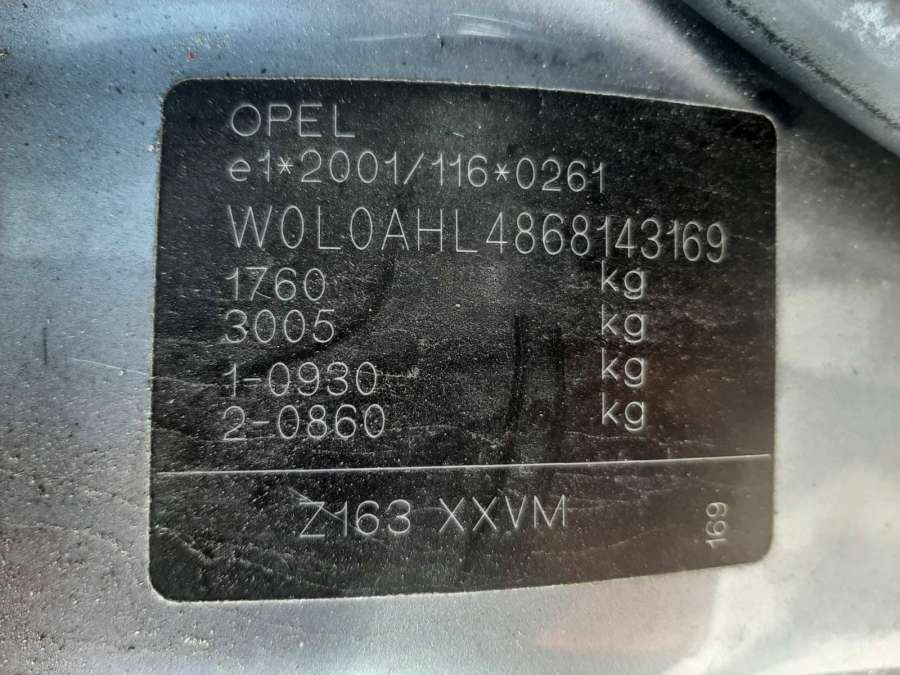 OPEL
e1*2001/116*0261
W0L0AHL4868143169
1760 kg
3005 kg
1-0930 kg
2-0860 kg
Z163 XXVM
169